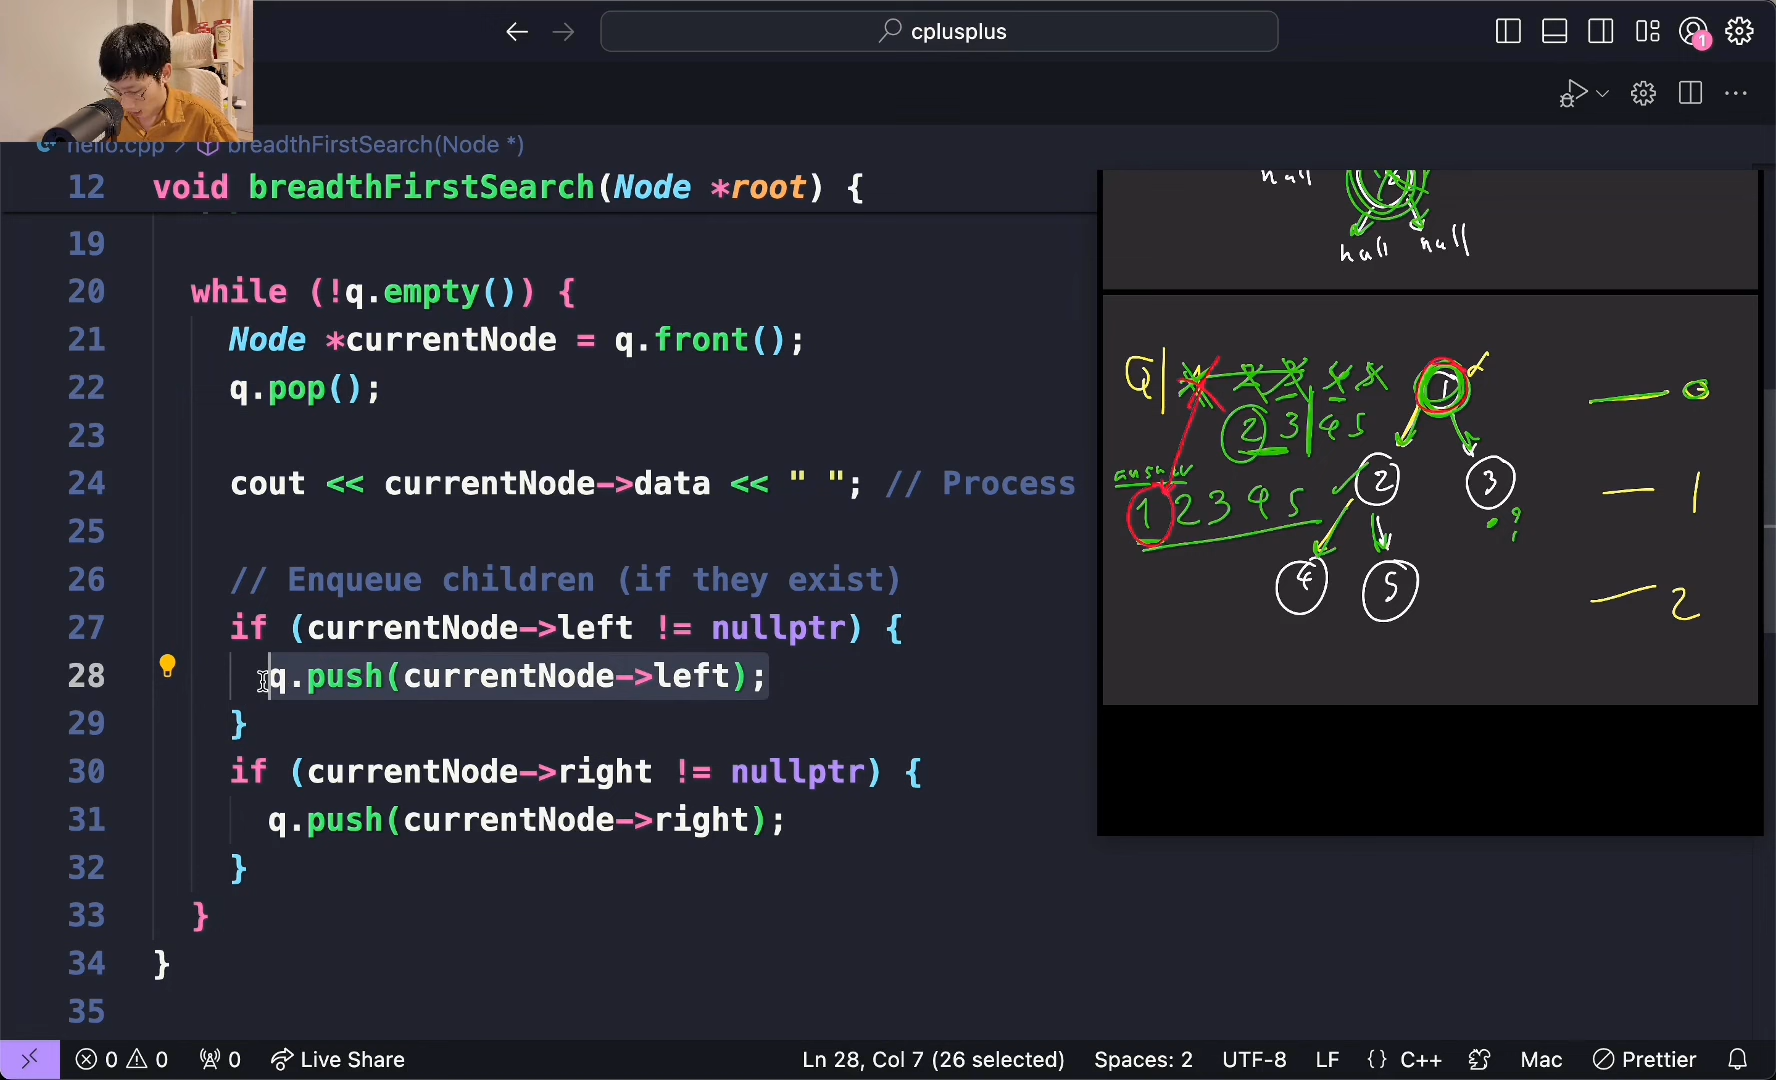 cplusplus
1
hello.cpp > breadthFirstSearch(Node *)
12 void breadthFirstSearch(Node *root) {
19
20 while (!q.empty()) {
21 Node *currentNode = q.front();
22 q.pop();
23
24 cout << currentNode->data << " "; // Process
25
26 // Enqueue children (if they exist)
27 if (currentNode->left != nullptr) {
28 q.push(currentNode->left);
29 }
30 if (currentNode->right != nullptr) {
31 q.push(currentNode->right);
32 }
33 }
34 }
35
null
null null
Q 1 0
2 3 4 5
answer 2 3 1
1 2 3 4 5 ?
4 5 2
0 0 0 Live Share Ln 28, Col 7 (26 selected) Spaces: 2 UTF-8 LF {} C++ Mac Prettier